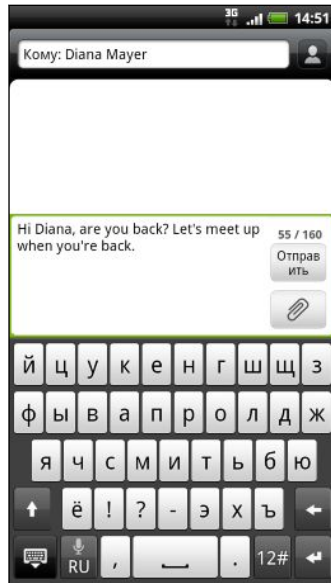 3G 14:51
Кому: Diana Mayer
Hi Diana, are you back? Let's meet up
when you're back.
55 / 160
Отправ
ить
й ц у к е н г ш щ з
ф ы в а п р о л д ж
я ч с м и т ь б ю
ё ! ? - э х ъ
RU , . 12#